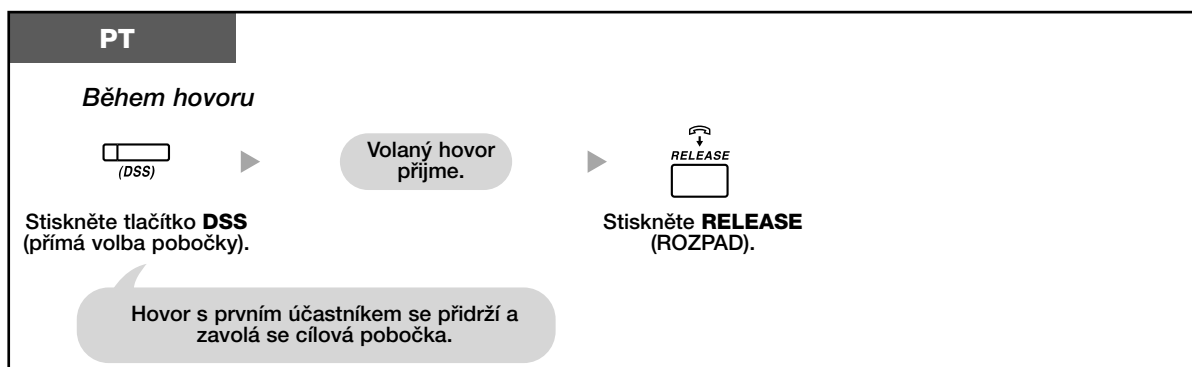 PT
Během hovoru
(DSS)
Volaný hovor
přijme.
RELEASE
Stiskněte tlačítko DSS
(přímá volba pobočky).
Stiskněte RELEASE
(ROZPAD).
Hovor s prvním účastníkem se přidrží a
zavolá se cílová pobočka.